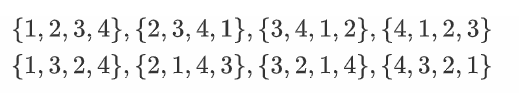 {1, 2, 3, 4}, {2, 3, 4, 1}, {3, 4, 1, 2}, {4, 1, 2, 3}
{1, 3, 2, 4}, {2, 1, 4, 3}, {3, 2, 1, 4}, {4, 3, 2, 1}